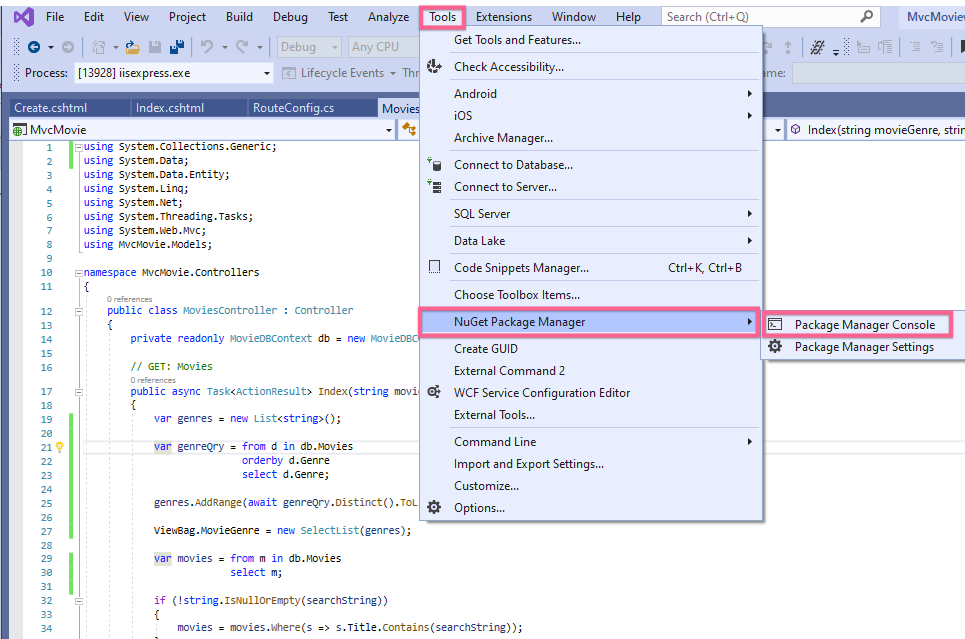 File Edit View Project Build Debug Test Analyze Tools Extensions Window Help Search (Ctrl+Q) MvcMovie
Debug Any CPU
Process: [13928] iisexpress.exe Lifecycle Events
Create.cshtml Index.cshtml RouteConfig.cs Movies
MvcMovie Index(string movieGenre, strin
1 using System.Collections.Generic;
2 using System.Data;
3 using System.Data.Entity;
4 using System.Linq;
5 using System.Net;
6 using System.Threading.Tasks;
7 using System.Web.Mvc;
8 using MvcMovie.Models;
9
10 namespace MvcMovie.Controllers
11 {
0 references
12 public class MoviesController : Controller
13 {
14 private readonly MovieDBContext db = new MovieDBC
15
16 // GET: Movies
0 references
17 public async Task<ActionResult> Index(string movi
18 {
19 var genres = new List<string>();
20
21 var genreQry = from d in db.Movies
22 orderby d.Genre
23 select d.Genre;
24
25 genres.AddRange(await genreQry.Distinct().ToL
26
27 ViewBag.MovieGenre = new SelectList(genres);
28
29 var movies = from m in db.Movies
30 select m;
31
32 if (!string.IsNullOrEmpty(searchString))
33 {
34 movies = movies.Where(s => s.Title.Contains(searchString));
Get Tools and Features...
Check Accessibility...
Android
iOS
Archive Manager...
Connect to Database...
Connect to Server...
SQL Server
Data Lake
Code Snippets Manager... Ctrl+K, Ctrl+B
Choose Toolbox Items...
NuGet Package Manager
Create GUID
External Command 2
WCF Service Configuration Editor
External Tools...
Command Line
Import and Export Settings...
Customize...
Options...
Package Manager Console
Package Manager Settings